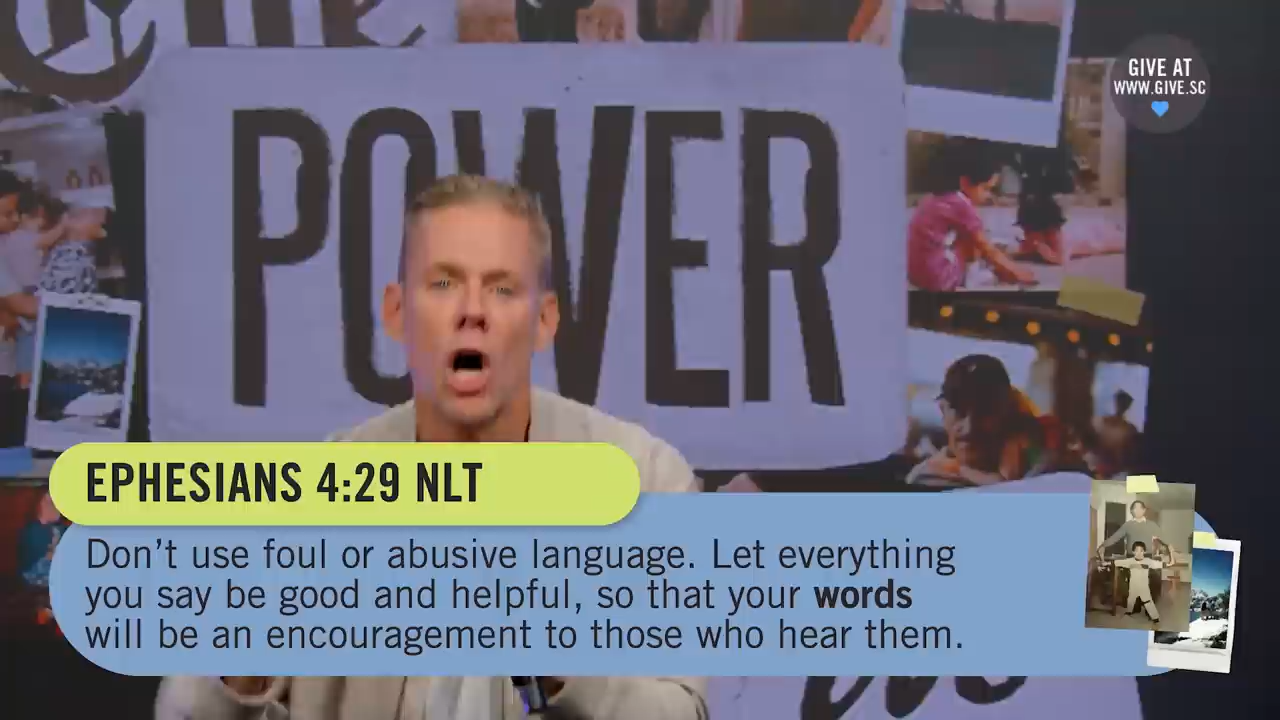 The
POWER
GIVE AT
WWW.GIVE.SC
EPHESIANS 4:29 NLT
Don’t use foul or abusive language. Let everything
you say be good and helpful, so that your words
will be an encouragement to those who hear them.